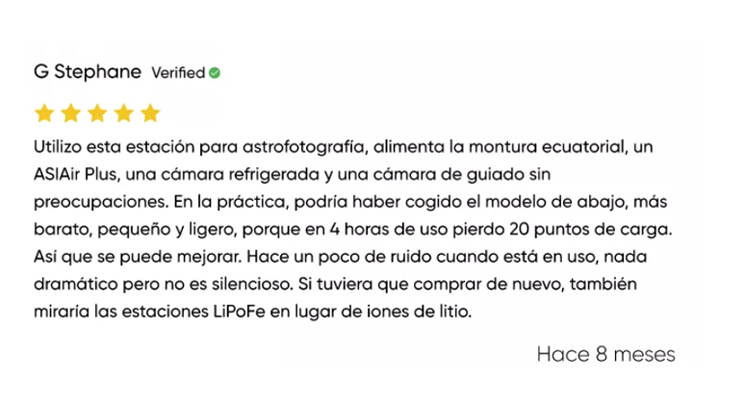 G Stephane Verified
Utilizo esta estación para astrofotografía, alimenta la montura ecuatorial, un
ASIAir Plus, una cámara refrigerada y una cámara de guiado sin
preocupaciones. En la práctica, podría haber cogido el modelo de abajo, más
barato, pequeño y ligero, porque en 4 horas de uso pierdo 20 puntos de carga.
Así que se puede mejorar. Hace un poco de ruido cuando está en uso, nada
dramático pero no es silencioso. Si tuviera que comprar de nuevo, también
miraría las estaciones LiPoFe en lugar de iones de litio.
Hace 8 meses